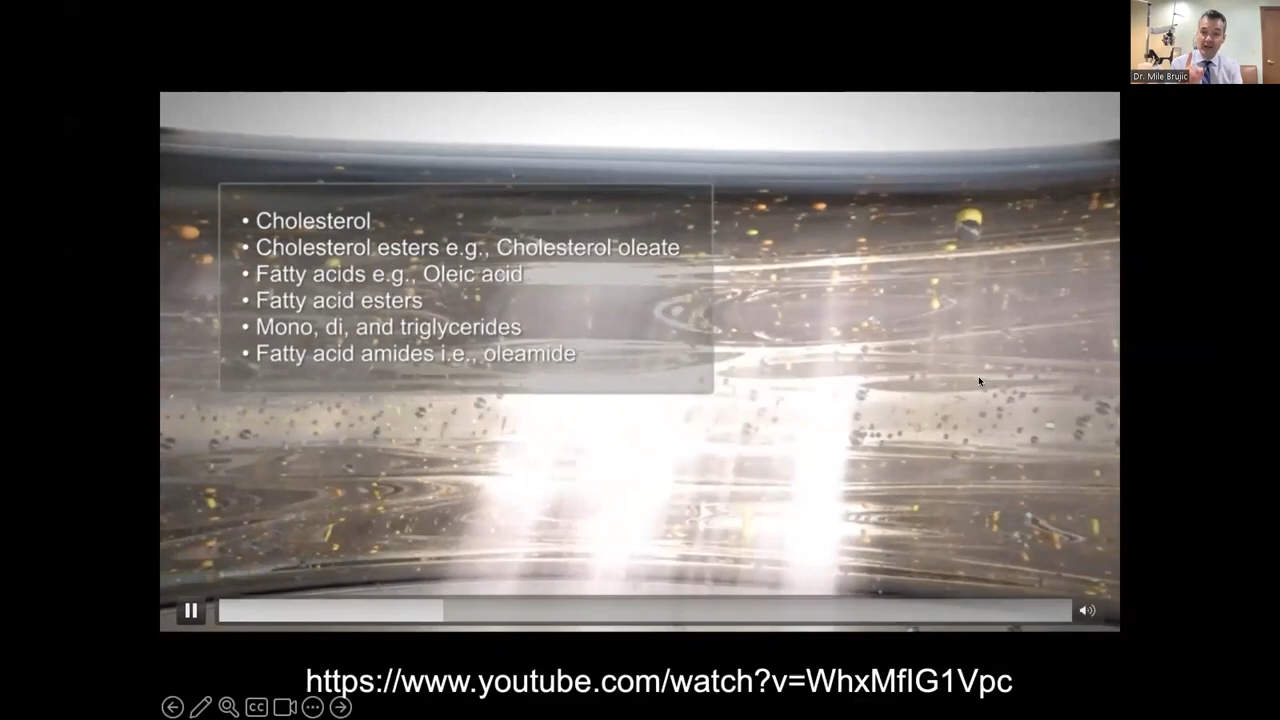 Dr. Mile Brujic
• Cholesterol
• Cholesterol esters e.g., Cholesterol oleate
• Fatty acids e.g., Oleic acid
• Fatty acid esters
• Mono, di, and triglycerides
• Fatty acid amides i.e., oleamide
https://www.youtube.com/watch?v=WhxMfIG1Vpc
CC